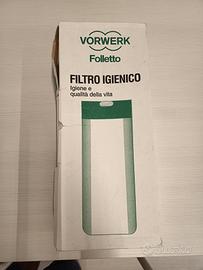 VORWERK
Folletto
FILTRO IGIENICO
Igiene e
qualità della vita